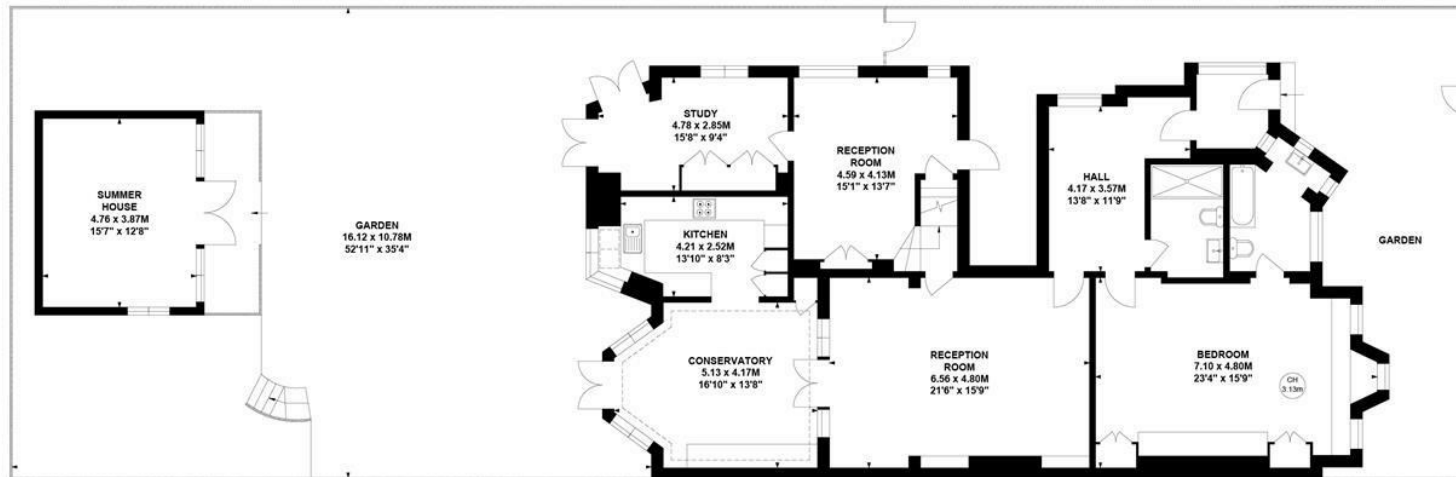 SUMMER
HOUSE
4.76 x 3.87M
15'7" x 12'8"
GARDEN
16.12 x 10.78M
52'11" x 35'4"
STUDY
4.78 x 2.85M
15'8" x 9'4"
KITCHEN
4.21 x 2.52M
13'10" x 8'3"
CONSERVATORY
5.13 x 4.17M
16'10" x 13'8"
RECEPTION
ROOM
4.59 x 4.13M
15'1" x 13'7"
RECEPTION
ROOM
6.56 x 4.80M
21'6" x 15'9"
HALL
4.17 x 3.57M
13'8" x 11'9"
BEDROOM
7.10 x 4.80M
23'4" x 15'9"
CH
3.13m
GARDEN